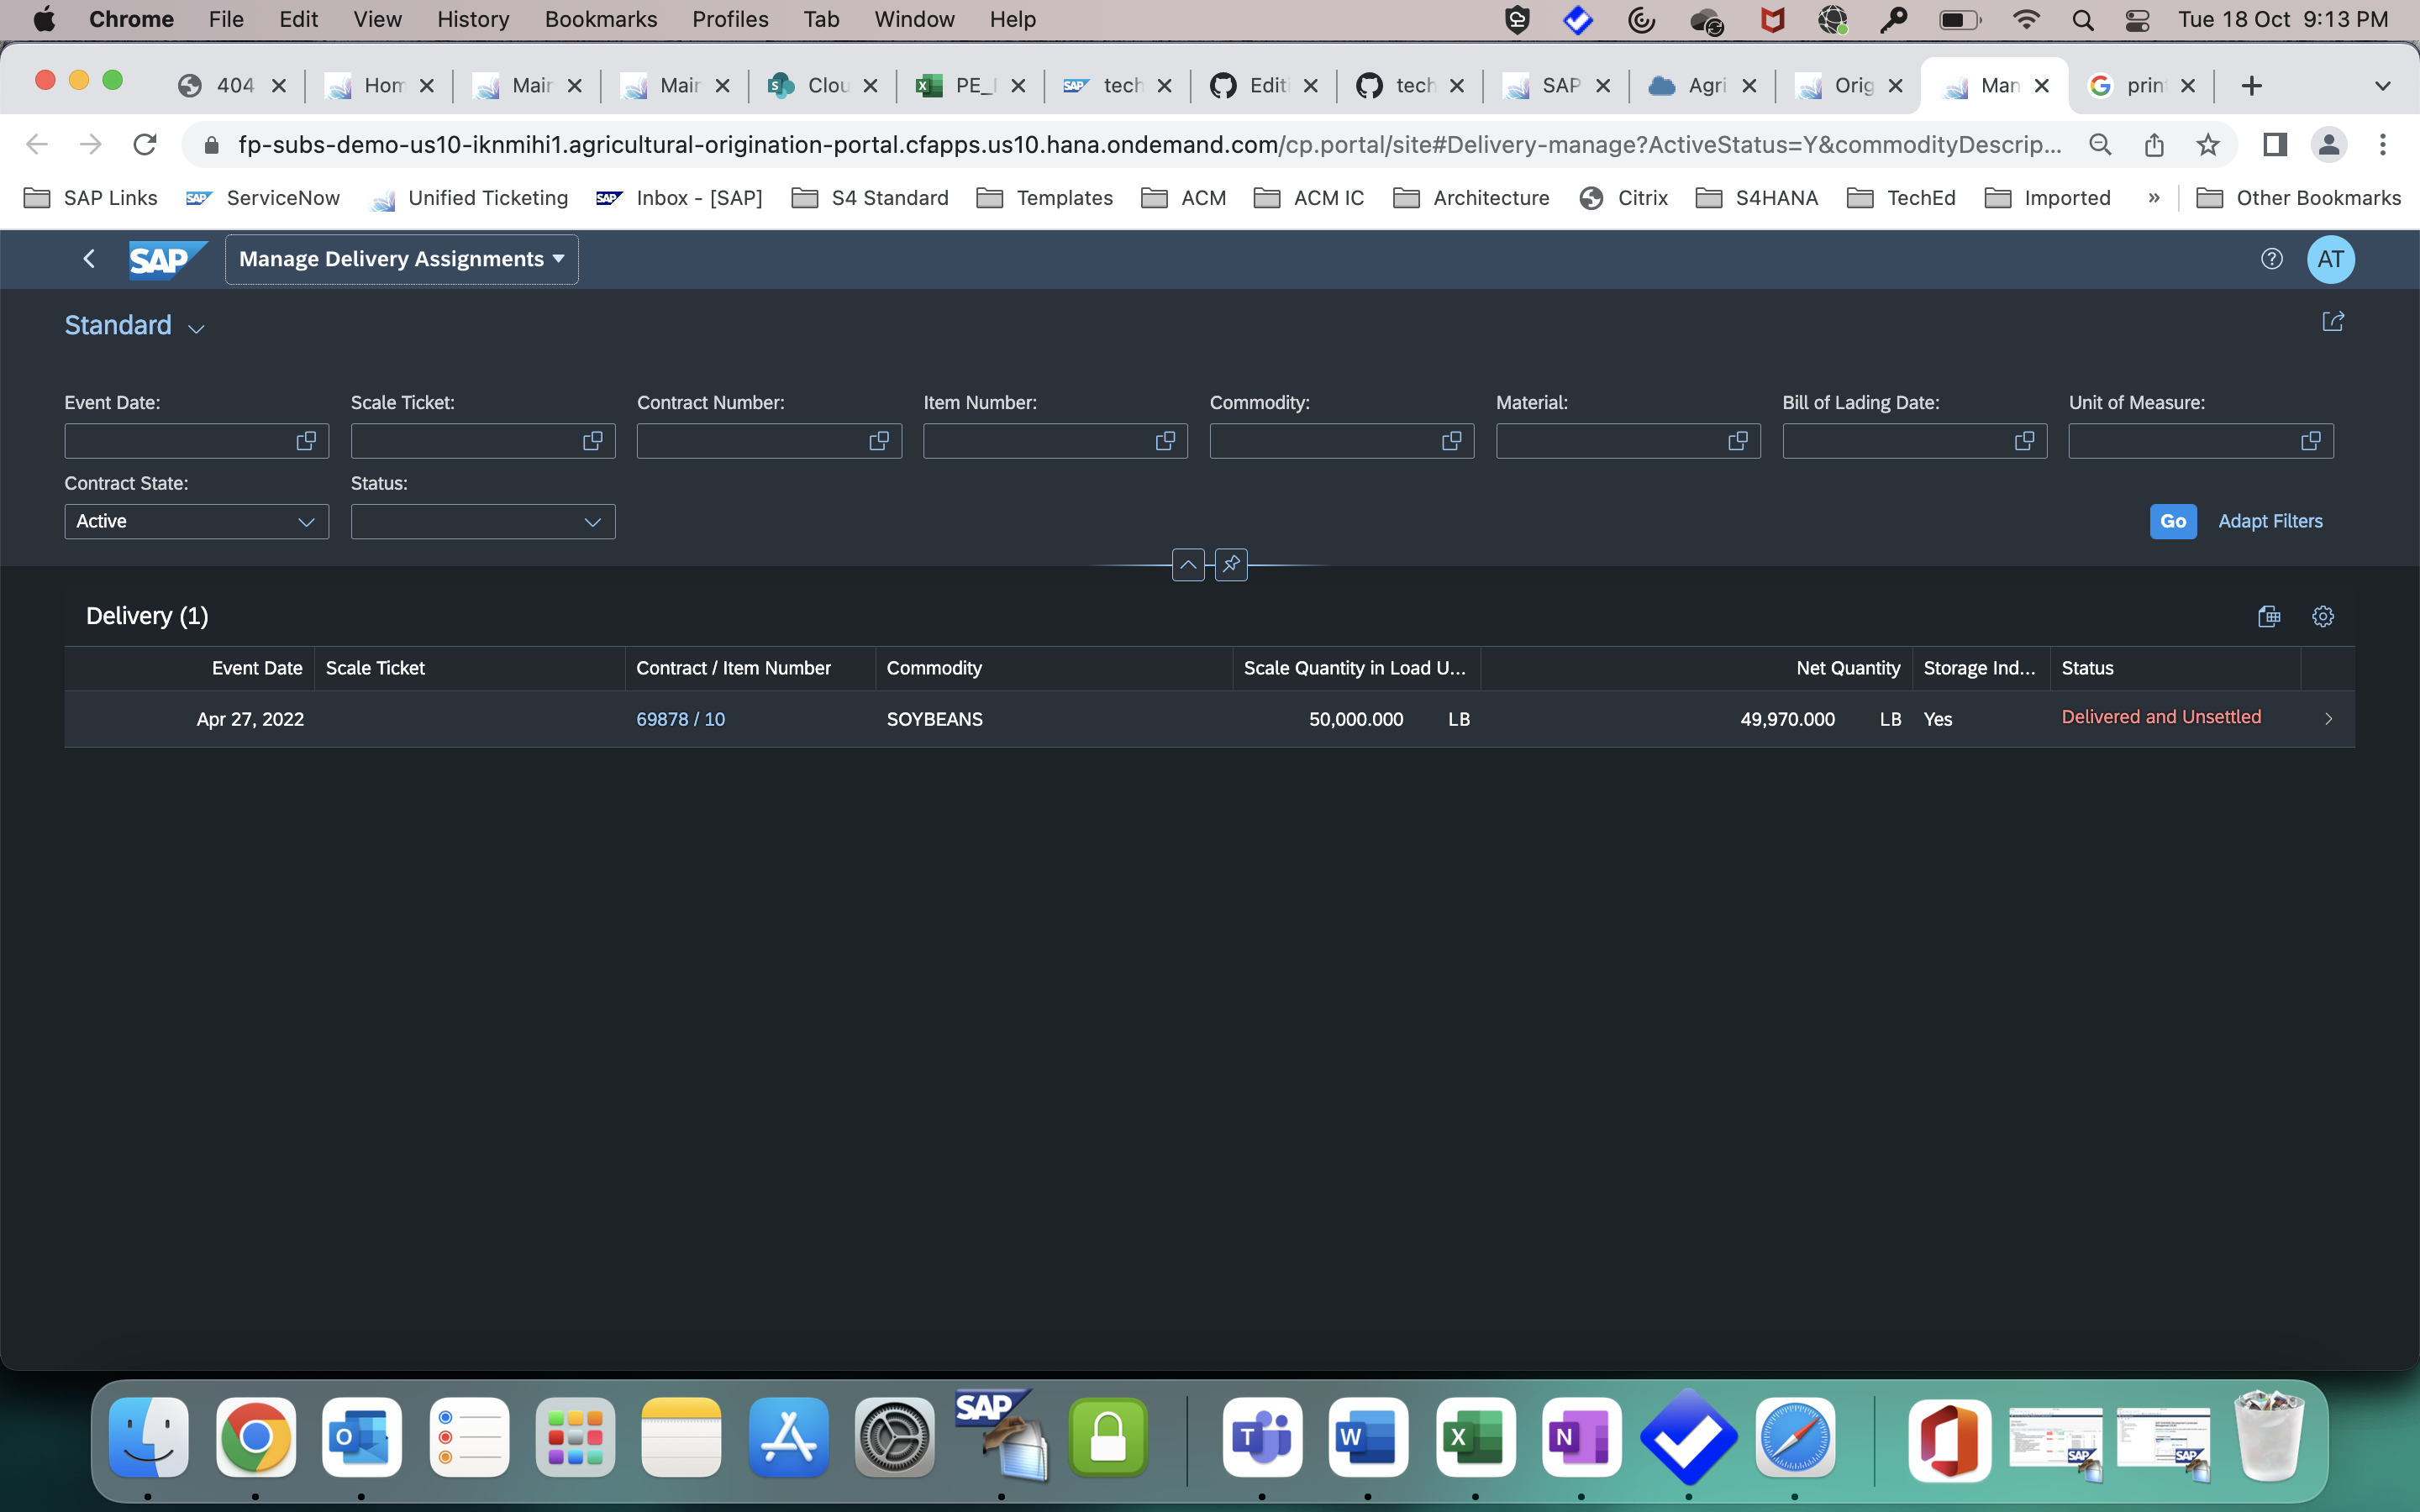 Chrome File Edit View History Bookmarks Profiles Tab Window Help Tue 18 Oct 9:13 PM
404 Hom Main Main Clou PE_L tech Editi tech SAP Agri Orig Man prin
fp-subs-demo-us10-iknmihi1.agricultural-origination-portal.cfapps.us10.hana.ondemand.com/cp.portal/site#Delivery-manage?ActiveStatus=Y&commodityDescrip...
SAP Links SAP ServiceNow Unified Ticketing SAP Inbox - [SAP] S4 Standard Templates ACM ACM IC Architecture Citrix S4HANA TechEd Imported » Other Bookmarks
SAP Manage Delivery Assignments AT
Standard
Event Date: Scale Ticket: Contract Number: Item Number: Commodity: Material: Bill of Lading Date: Unit of Measure:
Contract State: Status:
Active Go Adapt Filters
Delivery (1)
Event Date Scale Ticket Contract / Item Number Commodity Scale Quantity in Load U... Net Quantity Storage Ind... Status
Apr 27, 2022 69878 / 10 SOYBEANS 50,000.000 LB 49,970.000 LB Yes Delivered and Unsettled
SAP